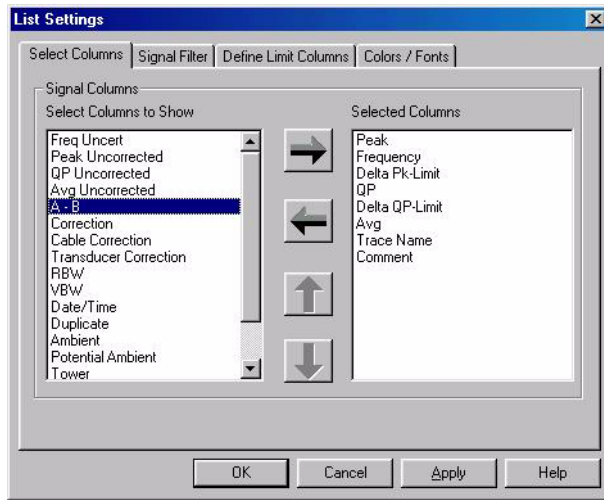 List Settings
Select Columns Signal Filter Define Limit Columns Colors / Fonts
Signal Columns
Select Columns to Show
Freq Uncert
Peak Uncorrected
QP Uncorrected
Avg Uncorrected
A - B
Correction
Cable Correction
Transducer Correction
RBW
VBW
Date/Time
Duplicate
Ambient
Potential Ambient
Tower
Selected Columns
Peak
Frequency
Delta Pk-Limit
QP
Delta QP-Limit
Avg
Trace Name
Comment
OK Cancel Apply Help